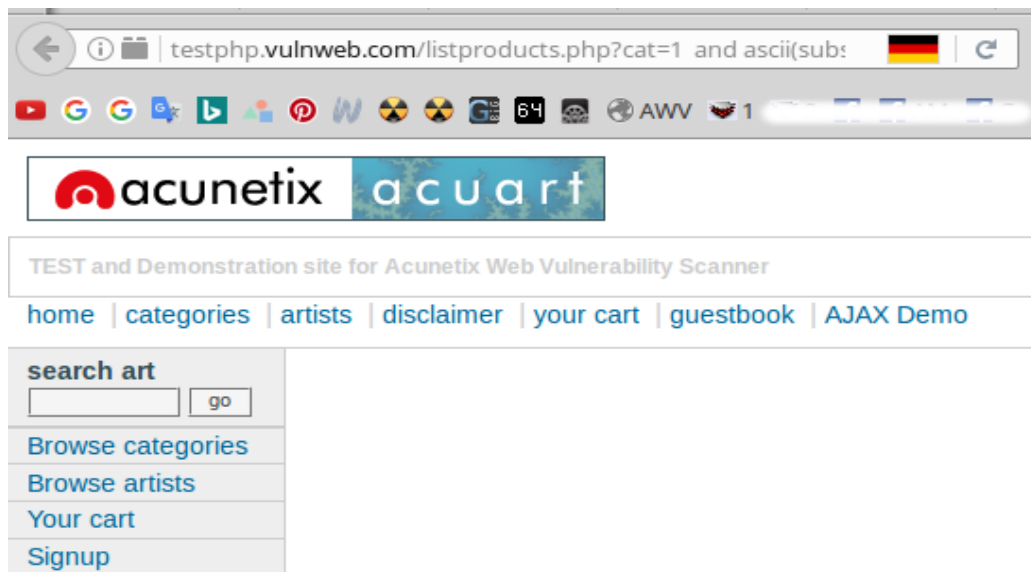 testphp.vulnweb.com/listproducts.php?cat=1 and ascii(subs
64 AWV 1
acunetix acuart
TEST and Demonstration site for Acunetix Web Vulnerability Scanner
home | categories | artists | disclaimer | your cart | guestbook | AJAX Demo
search art
go
Browse categories
Browse artists
Your cart
Signup